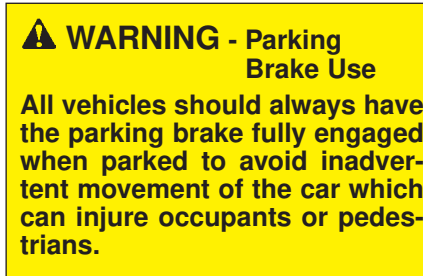 WARNING - Parking
Brake Use
All vehicles should always have
the parking brake fully engaged
when parked to avoid inadver-
tent movement of the car which
can injure occupants or pedes-
trians.